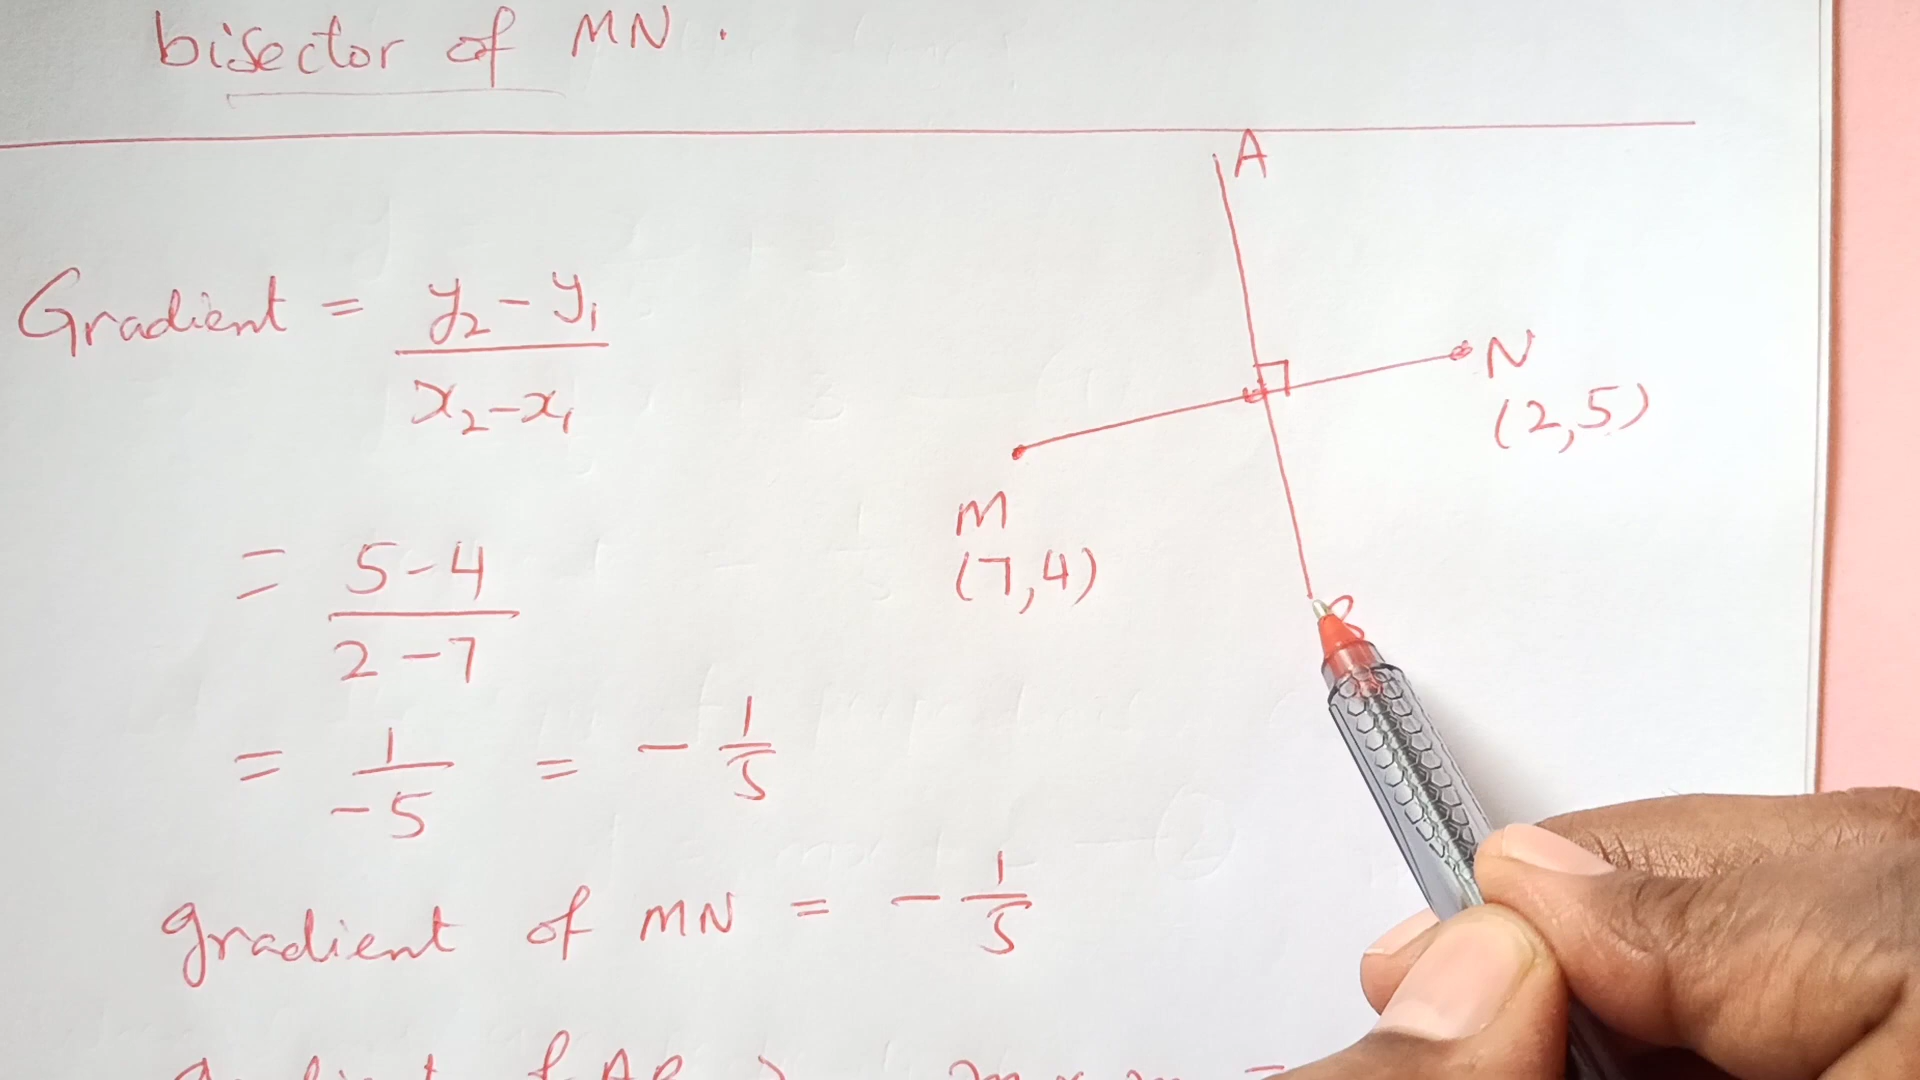 bisector of MN.
A
Gradient = y₂-y₁
x₂-x₁
N
(2,5)
M
(7,4)
= 5-4
2-7
= 1/-5 = -1/5
gradient of MN = -1/5